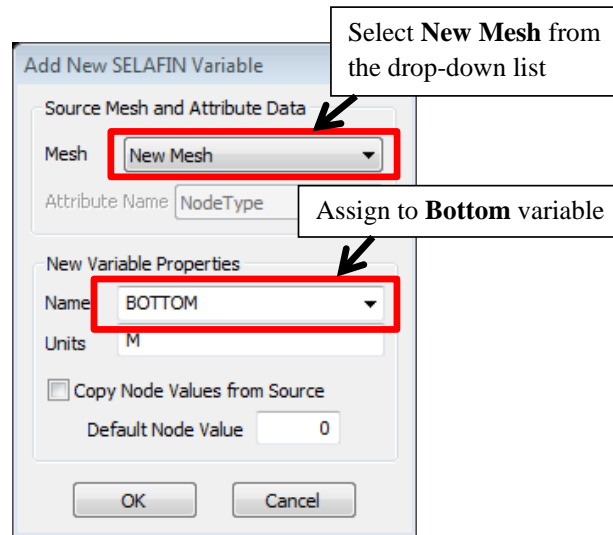 Select New Mesh from
the drop-down list
Add New SELAFIN Variable
Source Mesh and Attribute Data
Mesh New Mesh
Attribute Name NodeType
Assign to Bottom variable
New Variable Properties
Name BOTTOM
Units M
Copy Node Values from Source
Default Node Value 0
OK Cancel